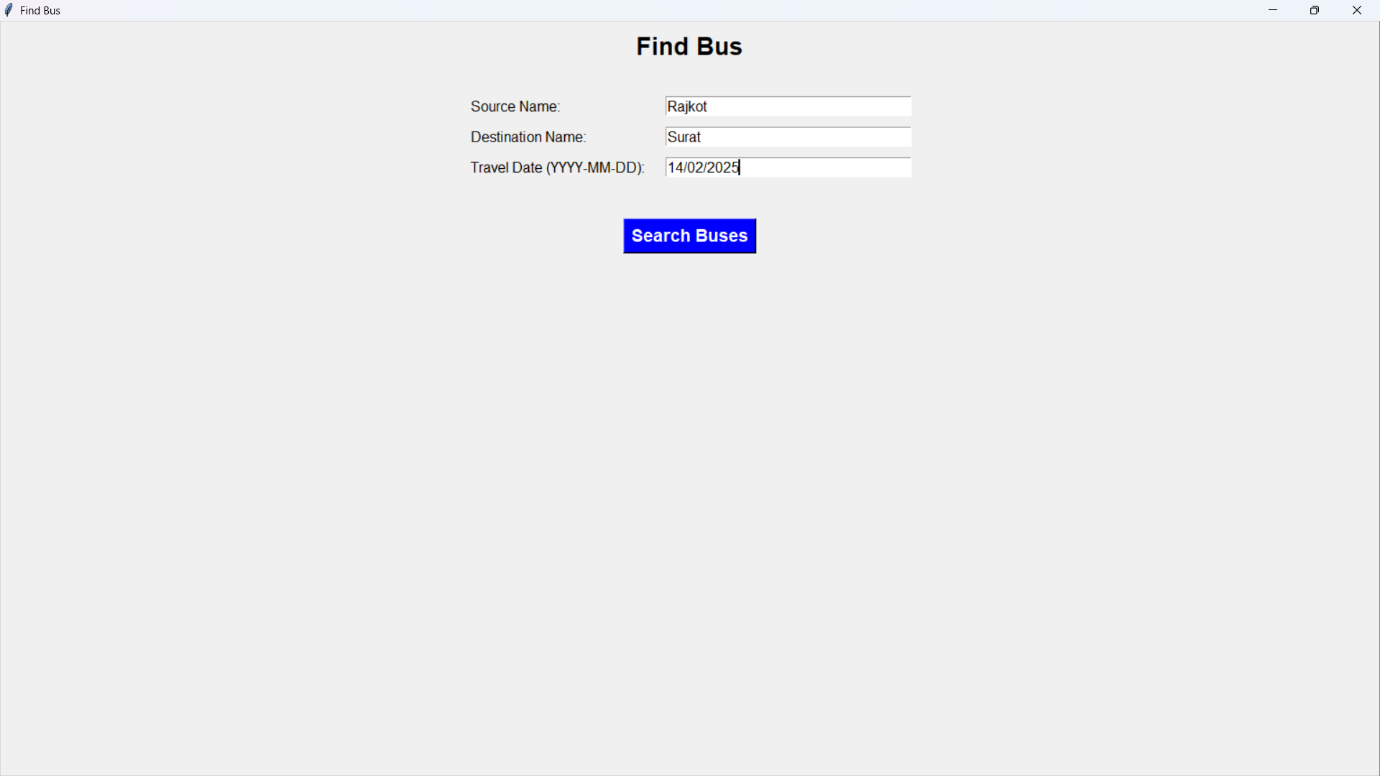 Find Bus
Find Bus
Source Name: Rajkot
Destination Name: Surat
Travel Date (YYYY-MM-DD): 14/02/2025
Search Buses